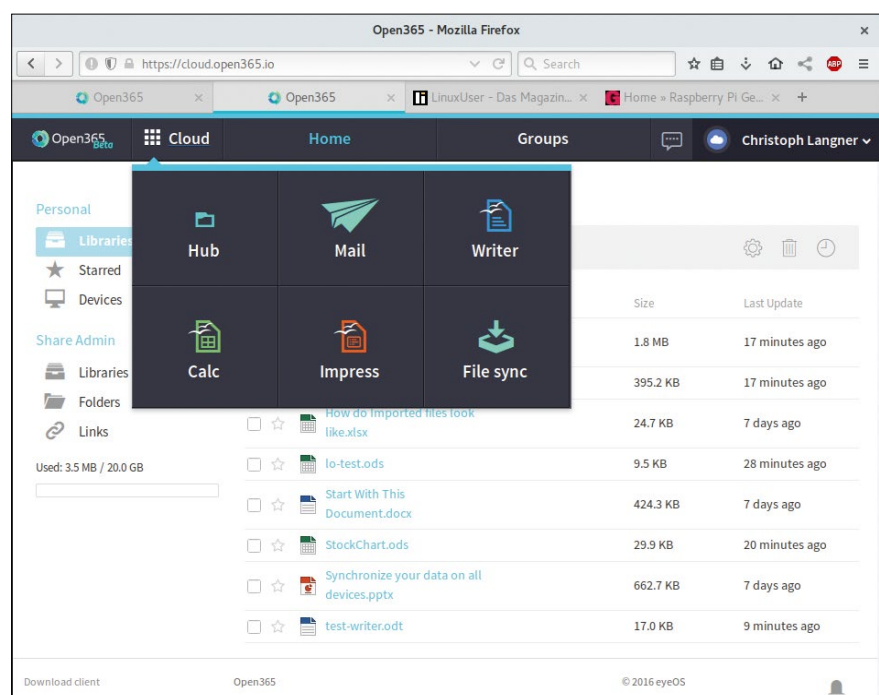 Open365 - Mozilla Firefox
https://cloud.open365.io
Search
Open365
Open365
LinuxUser - Das Magazin...
Home » Raspberry Pi Ge...
Open365 Beta
Cloud
Home
Groups
Christoph Langner
Hub
Mail
Writer
Calc
Impress
File sync
Personal
Libraries
Starred
Devices
Share Admin
Libraries
Folders
Links
Used: 3.5 MB / 20.0 GB
Size
Last Update
1.8 MB
17 minutes ago
395.2 KB
17 minutes ago
How do Imported files look
like.xlsx
24.7 KB
7 days ago
lo-test.ods
9.5 KB
28 minutes ago
Start With This
Document.docx
424.3 KB
7 days ago
StockChart.ods
29.9 KB
20 minutes ago
Synchronize your data on all
devices.pptx
662.7 KB
7 days ago
test-writer.odt
17.0 KB
9 minutes ago
Download client
Open365
© 2016 eyeOS
ABP